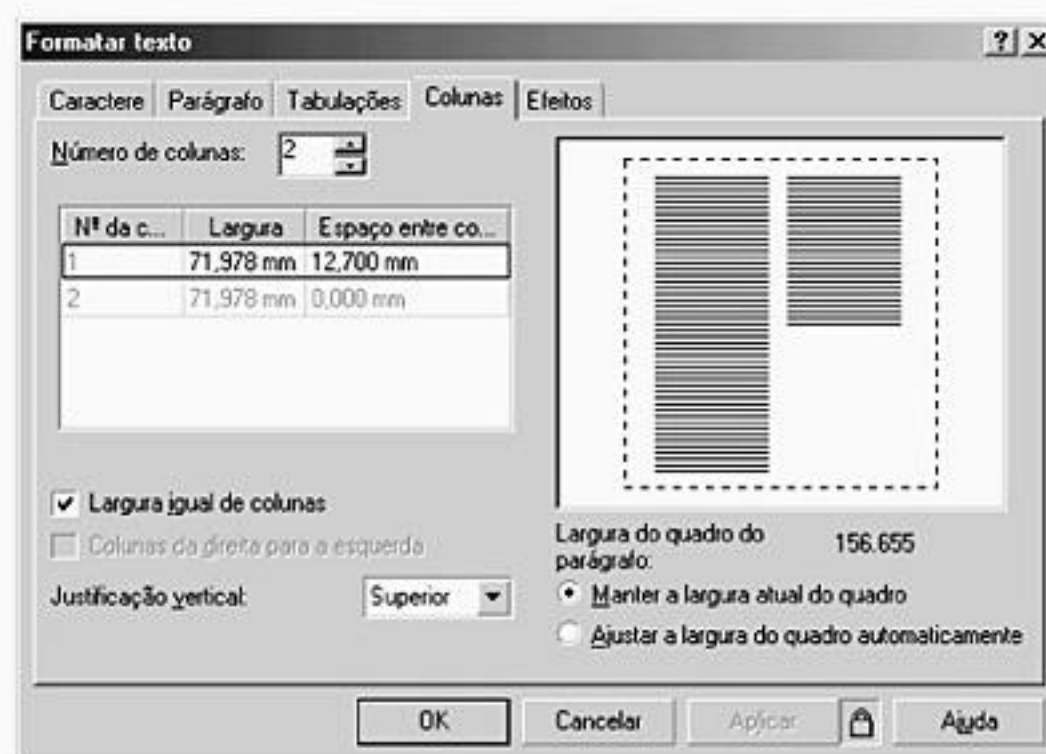 Formatar texto
Caractere Parágrafo Tabulações Colunas Efeitos
Número de colunas: 2
Nº da c... Largura Espaço entre co...
1 71,978 mm 12,700 mm
2 71,978 mm 0,000 mm
Largura igual de colunas
Colunas da direita para a esquerda
Justificação vertical: Superior
Largura do quadro do
parágrafo: 156.655
Manter a largura atual do quadro
Ajustar a largura do quadro automaticamente
OK Cancelar Aplicar Ajuda